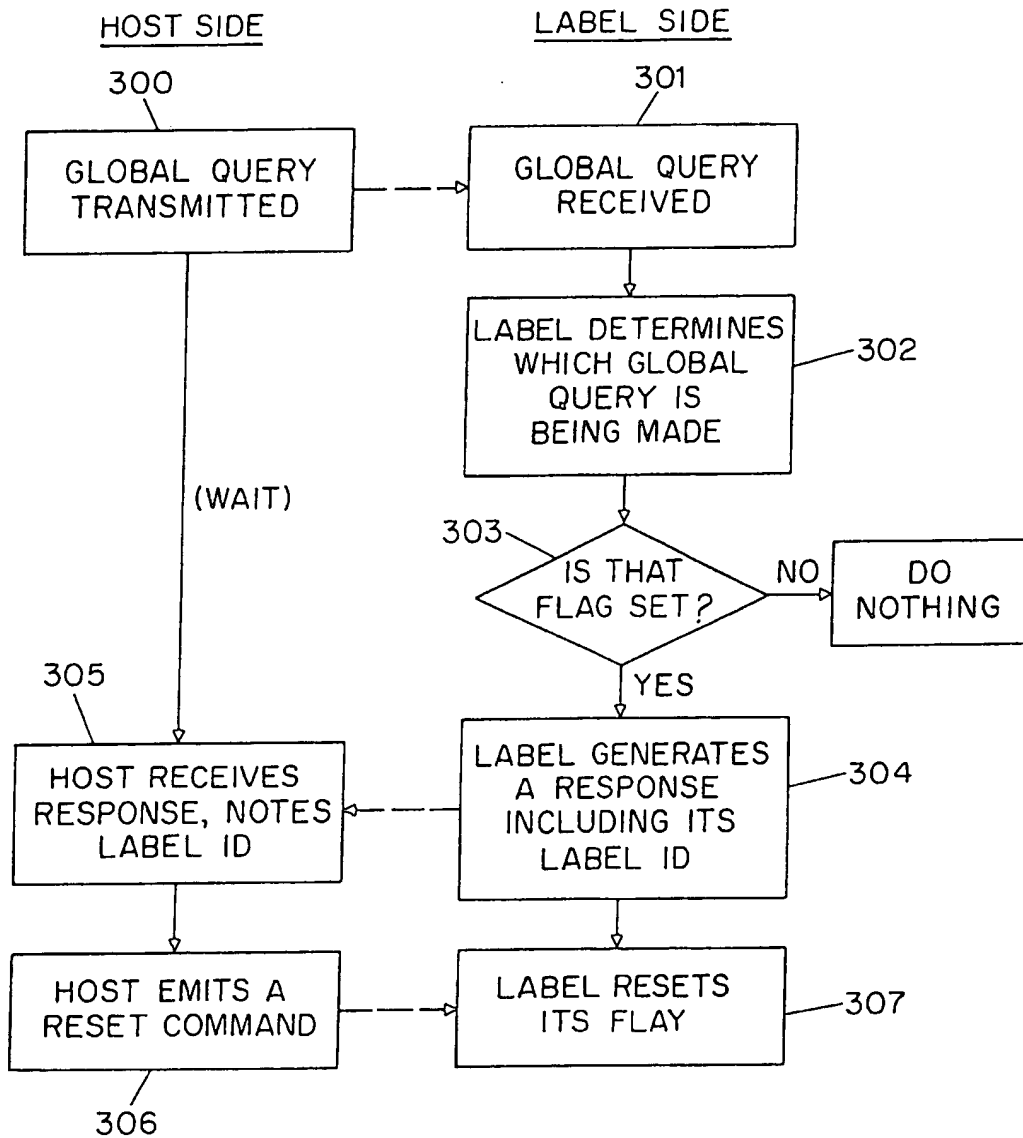 HOST SIDE
LABEL SIDE
300
301
GLOBAL QUERY
TRANSMITTED
GLOBAL QUERY
RECEIVED
LABEL DETERMINES
WHICH GLOBAL
QUERY IS
BEING MADE
302
(WAIT)
303
IS THAT
FLAG SET?
NO
DO
NOTHING
YES
305
HOST RECEIVES
RESPONSE, NOTES
LABEL ID
LABEL GENERATES
A RESPONSE
INCLUDING ITS
LABEL ID
304
HOST EMITS A
RESET COMMAND
LABEL RESETS
ITS FLAY
307
306